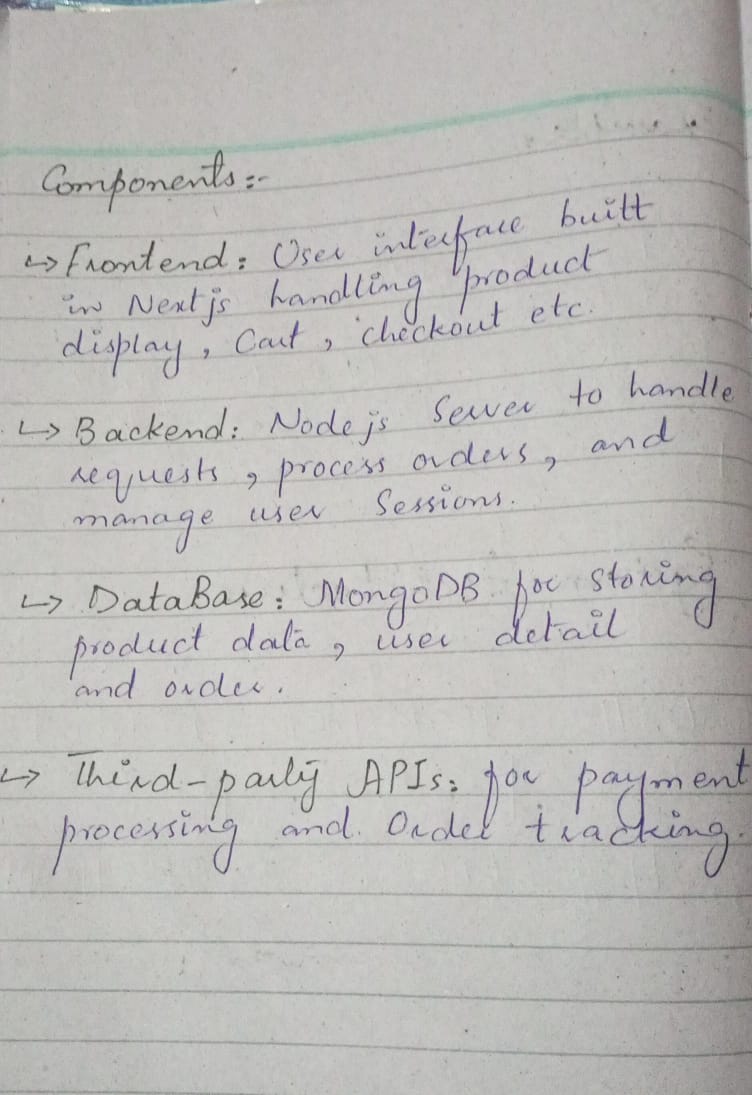 Components:-
↳ Frontend: User interface built
in Nextjs handling product
display, Cart, checkout etc.
↳ Backend: Nodejs Server to handle
requests, process orders, and
manage user Sessions.
↳ DataBase: MongoDB for storing
product data, user detail
and order.
↳ Third-party APIs: for payment
processing and Order tracking.